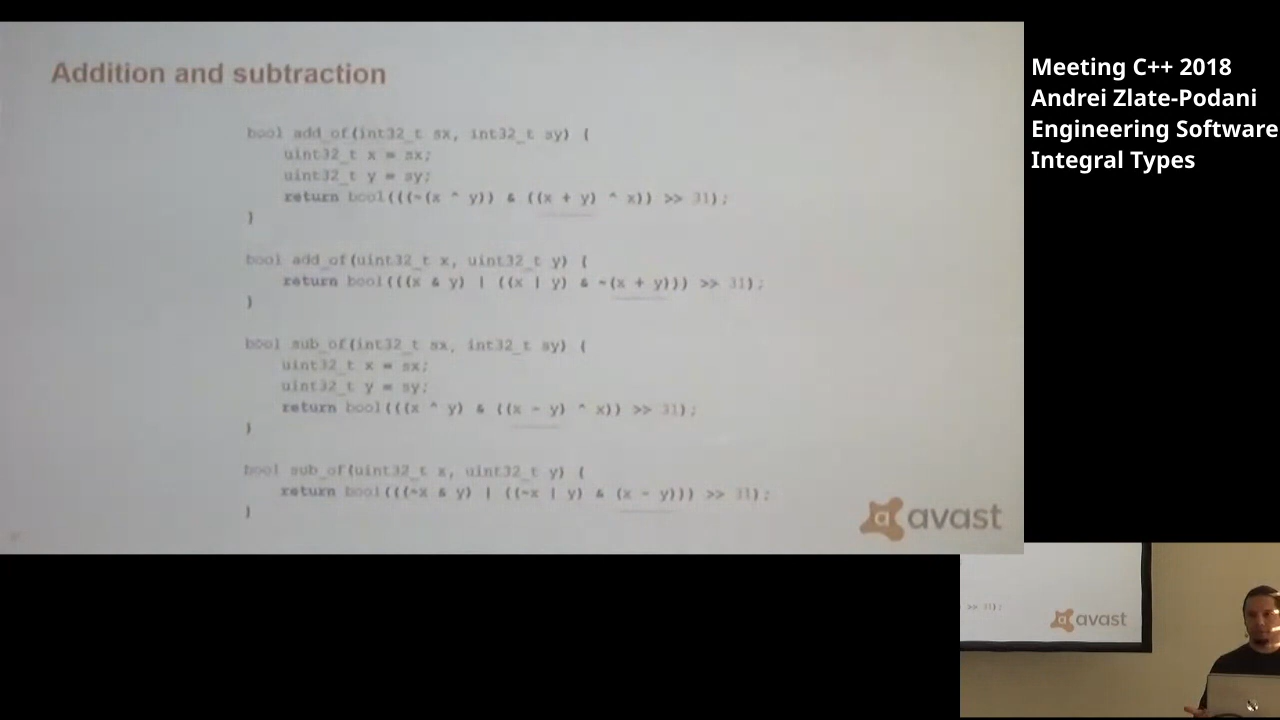 Addition and subtraction
bool add_of(int32_t sx, int32_t sy) {
uint32_t x = sx;
uint32_t y = sy;
return bool(((~(x ^ y)) & ((x + y) ^ x)) >> 31);
}
bool add_of(uint32_t x, uint32_t y) {
return bool(((x & y) | ((x | y) & ~(x + y))) >> 31);
}
bool sub_of(int32_t sx, int32_t sy) {
uint32_t x = sx;
uint32_t y = sy;
return bool(((x ^ y) & ((x - y) ^ x)) >> 31);
}
bool sub_of(uint32_t x, uint32_t y) {
return bool(((~x & y) | ((~x | y) & (x - y))) >> 31);
}
avast
Meeting C++ 2018
Andrei Zlate-Podani
Engineering Software
Integral Types
>> 31);
avast